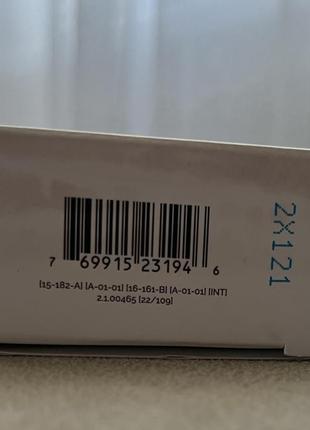 7 69915 23194 6
[15-182-A] [A-01-01] [16-161-B] [A-01-01] [INT]
2.1.00465 [22/109]
2X121